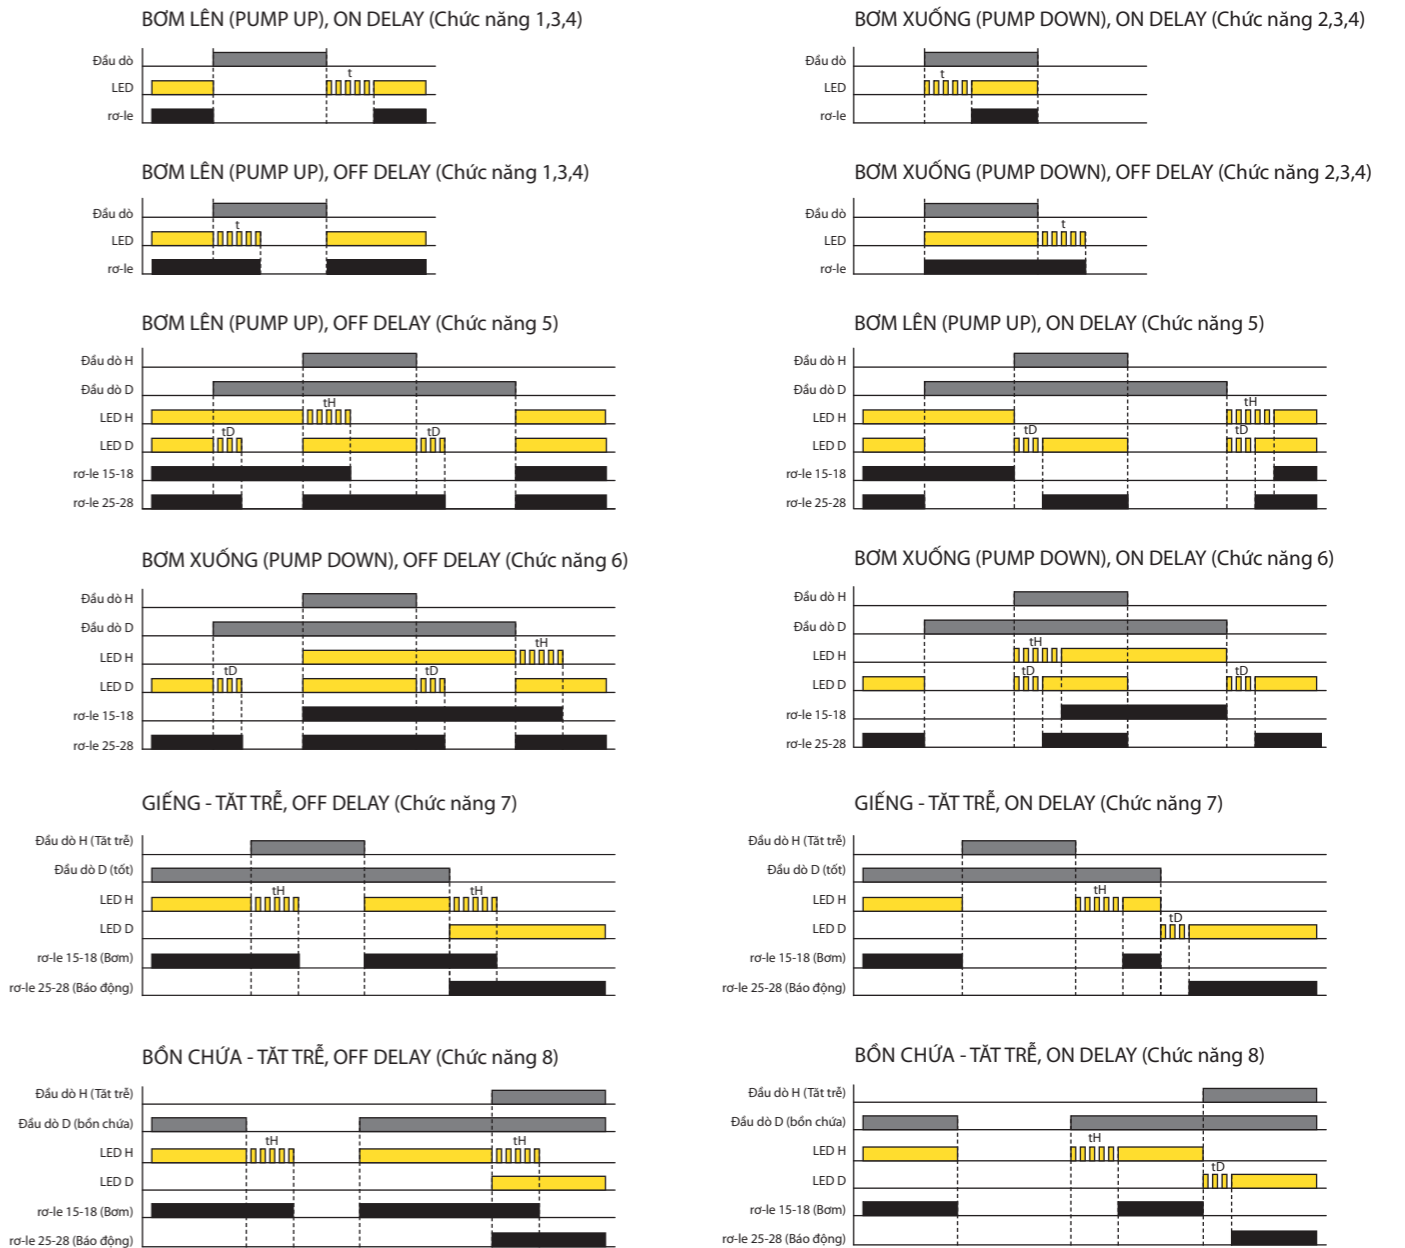 BƠM LÊN (PUMP UP), ON DELAY (Chức năng 1,3,4)
Đầu dò
t
LED
rơ-le
BƠM XUỐNG (PUMP DOWN), ON DELAY (Chức năng 2,3,4)
Đầu dò
t
LED
rơ-le
BƠM LÊN (PUMP UP), OFF DELAY (Chức năng 1,3,4)
Đầu dò
t
LED
rơ-le
BƠM XUỐNG (PUMP DOWN), OFF DELAY (Chức năng 2,3,4)
Đầu dò
t
LED
rơ-le
BƠM LÊN (PUMP UP), OFF DELAY (Chức năng 5)
Đầu dò H
Đầu dò D
tH
LED H
tD tD
LED D
rơ-le 15-18
rơ-le 25-28
BƠM LÊN (PUMP UP), ON DELAY (Chức năng 5)
Đầu dò H
Đầu dò D
tH
LED H
tD tD
LED D
rơ-le 15-18
rơ-le 25-28
BƠM XUỐNG (PUMP DOWN), OFF DELAY (Chức năng 6)
Đầu dò H
Đầu dò D
tH
LED H
tD tD
LED D
rơ-le 15-18
rơ-le 25-28
BƠM XUỐNG (PUMP DOWN), ON DELAY (Chức năng 6)
Đầu dò H
Đầu dò D
tH
LED H
tD tD
LED D
rơ-le 15-18
rơ-le 25-28
GIẾNG - TĂT TRỄ, OFF DELAY (Chức năng 7)
Đầu dò H (Tăt trễ)
Đầu dò D (tốt)
tH tH
LED H
LED D
rơ-le 15-18 (Bơm)
rơ-le 25-28 (Báo động)
GIẾNG - TĂT TRỄ, ON DELAY (Chức năng 7)
Đầu dò H (Tăt trễ)
Đầu dò D (tốt)
tH
LED H
tD
LED D
rơ-le 15-18 (Bơm)
rơ-le 25-28 (Báo động)
BỒN CHỨA - TĂT TRỄ, OFF DELAY (Chức năng 8)
Đầu dò H (Tăt trễ)
Đầu dò D (bồn chứa)
tH tH
LED H
LED D
rơ-le 15-18 (Bơm)
rơ-le 25-28 (Báo động)
BỒN CHỨA - TĂT TRỄ, ON DELAY (Chức năng 8)
Đầu dò H (Tăt trễ)
Đầu dò D (bồn chứa)
tH
LED H
tD
LED D
rơ-le 15-18 (Bơm)
rơ-le 25-28 (Báo động)